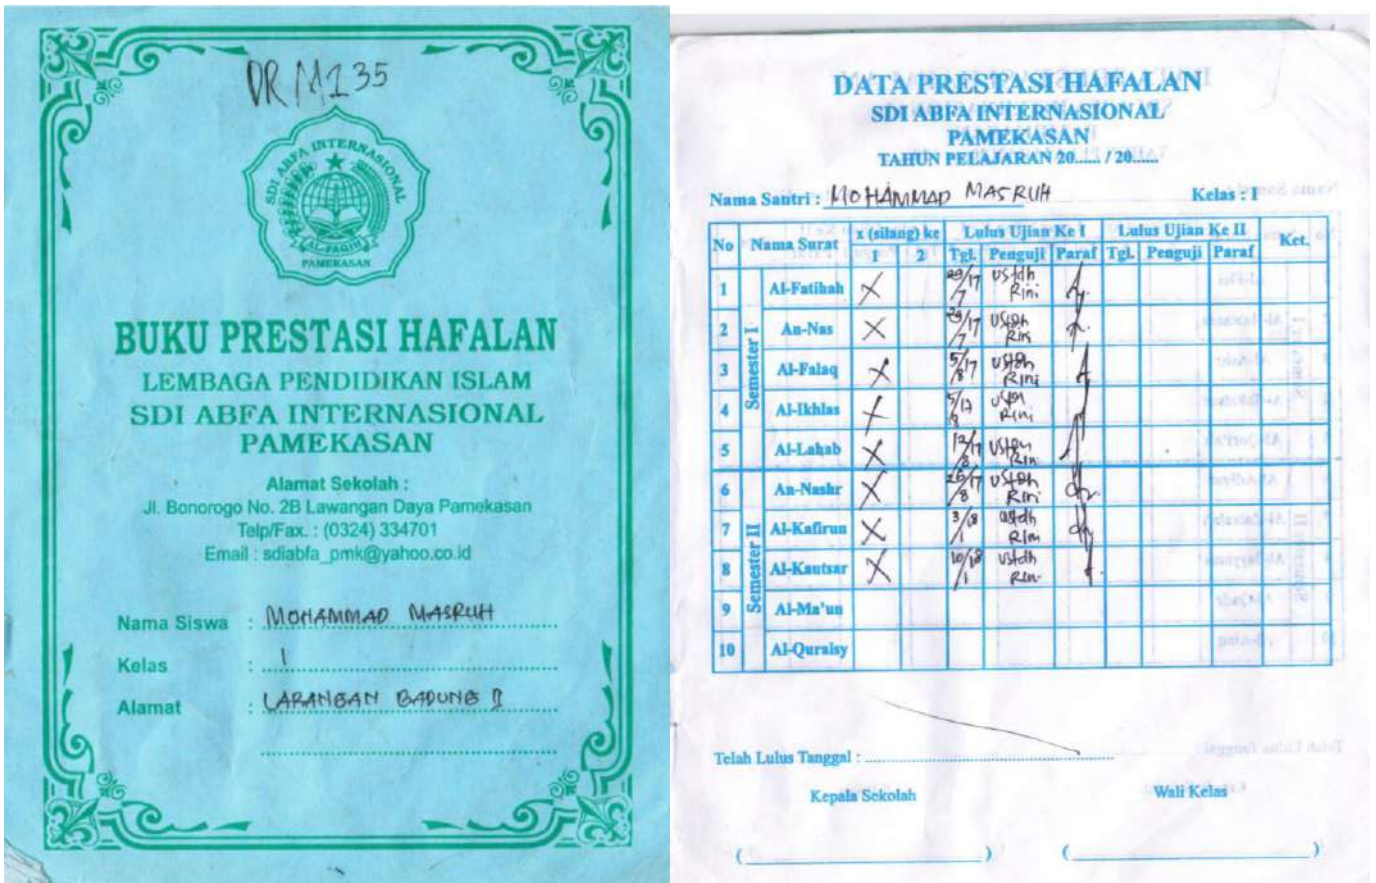 DR M135
SDI ABFA INTERNASIONAL
AL-FAQIH
PAMEKASAN
BUKU PRESTASI HAFALAN
LEMBAGA PENDIDIKAN ISLAM
SDI ABFA INTERNASIONAL
PAMEKASAN
Alamat Sekolah :
Jl. Bonorogo No. 2B Lawangan Daya Pamekasan
Telp/Fax. : (0324) 334701
Email : sdiabfa_pmk@yahoo.co.id
Nama Siswa : MOHAMMAD MASRUH
Kelas : I
Alamat : LARANGAN BADUNG II
DATA PRESTASI HAFALAN
SDI ABFA INTERNASIONAL
PAMEKASAN
TAHUN PELAJARAN 20...... / 20......
Nama Santri : MOHAMMAD MASRUH Kelas : I
No Nama Surat x (silang) ke Lulus Ujian Ke I Lulus Ujian Ke II Ket.
1 2 Tgl. Penguji Paraf Tgl. Penguji Paraf
Semester I
1 Al-Fatihah X 29/17 7 Ustdh Rini
2 An-Nas X 29/17 7 Ustdh Rin
3 Al-Falaq X 5/17 8 Ustdh Rini
4 Al-Ikhlas X 5/17 8 Rini
5 Al-Lahab X 12/17 8 Rin
Semester II
6 An-Nashr X 26/17 8 Ustdh Rini
7 Al-Kafirun X 3/18 1 Ustdh Rini
8 Al-Kautsar X 10/18 1 Ustdh Rin
9 Al-Ma'un
10 Al-Quraisy
Telah Lulus Tanggal :
Kepala Sekolah Wali Kelas
(                ) (                )